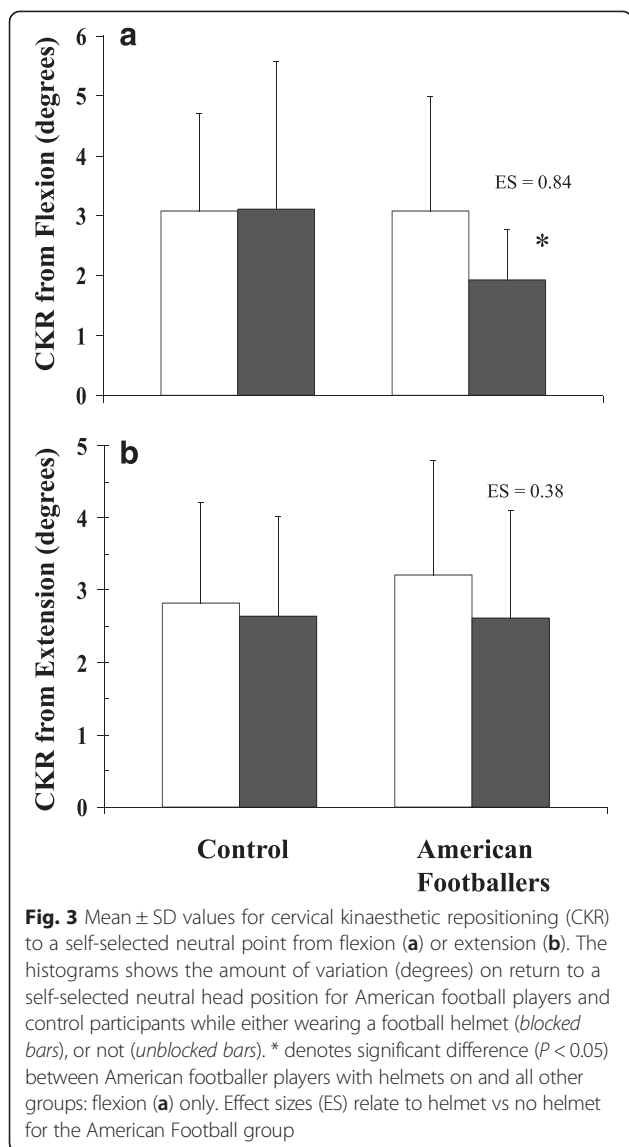 a
6
5
4
3
2
1
0
CKR from Flexion (degrees)
ES = 0.84
*
b
5
4
3
2
1
0
CKR from Extension (degrees)
ES = 0.38
Control
American
Footballers
Fig. 3 Mean ± SD values for cervical kinaesthetic repositioning (CKR)
to a self-selected neutral point from flexion (a) or extension (b). The
histograms shows the amount of variation (degrees) on return to a
self-selected neutral head position for American football players and
control participants while either wearing a football helmet (blocked
bars), or not (unblocked bars). * denotes significant difference (P < 0.05)
between American footballer players with helmets on and all other
groups: flexion (a) only. Effect sizes (ES) relate to helmet vs no helmet
for the American Football group